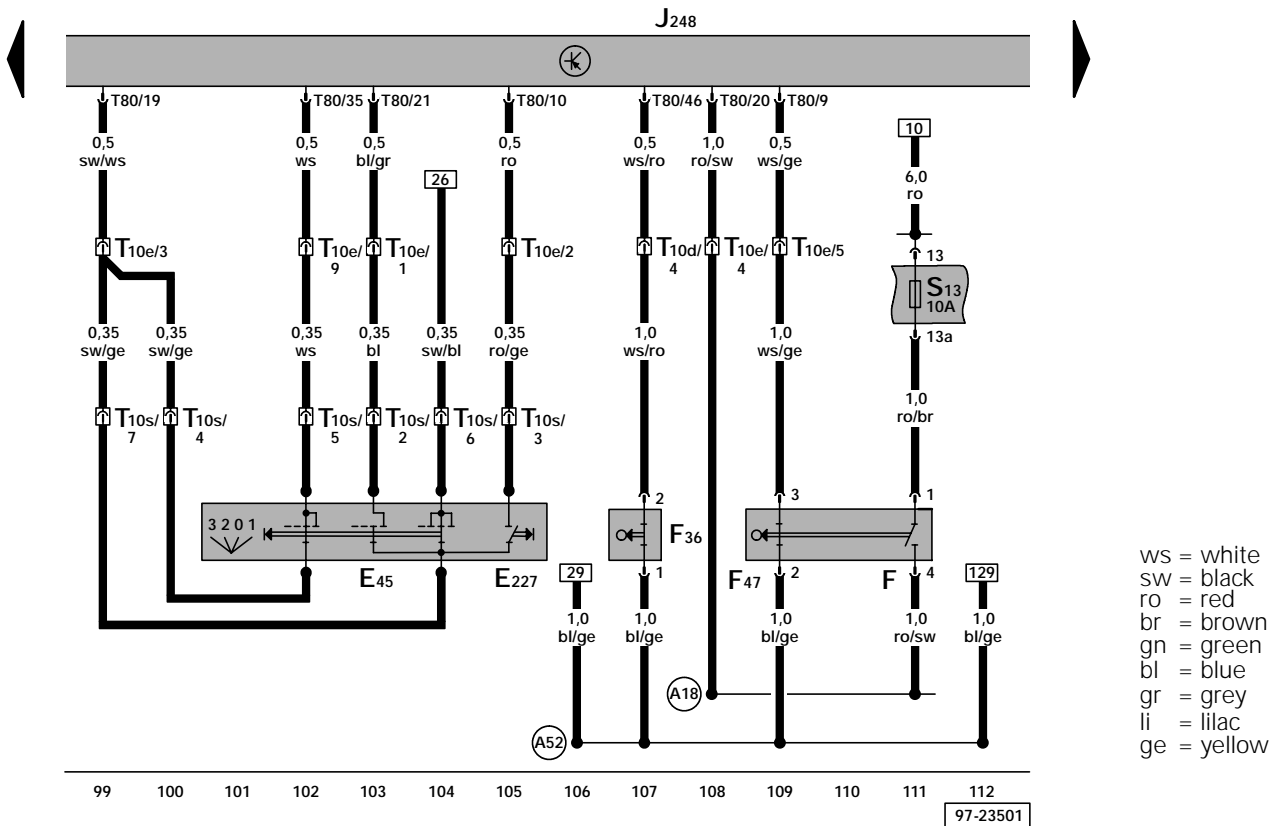 J248
T80/19 T80/35 T80/21 T80/10 T80/46 T80/20 T80/9
10
0,5 0,5 0,5 0,5 0,5 1,0 0,5
sw/ws ws bl/gr ro ws/ro ro/sw ws/ge
26
6,0
ro
T10e/3 T10e/ T10e/ T10e/2 T10d/ T10e/ T10e/5
9 1 4 4
13
S13
10A
13a
0,35 0,35 0,35 0,35 0,35 0,35 1,0 1,0
sw/ge sw/ge ws bl sw/bl ro/ge ws/ro ws/ge
1,0
ro/br
T10s/ T10s/ T10s/ T10s/ T10s/ T10s/
7 4 5 2 6 3
2 3 1
3 2 0 1
F36
E45 E227 29 1 F47 2 F 4 129
1,0 1,0 1,0 1,0 1,0
bl/ge bl/ge bl/ge ro/sw bl/ge
A18
A52
99 100 101 102 103 104 105 106 107 108 109 110 111 112
97-23501
ws = white
sw = black
ro = red
br = brown
gn = green
bl = blue
gr = grey
li = lilac
ge = yellow